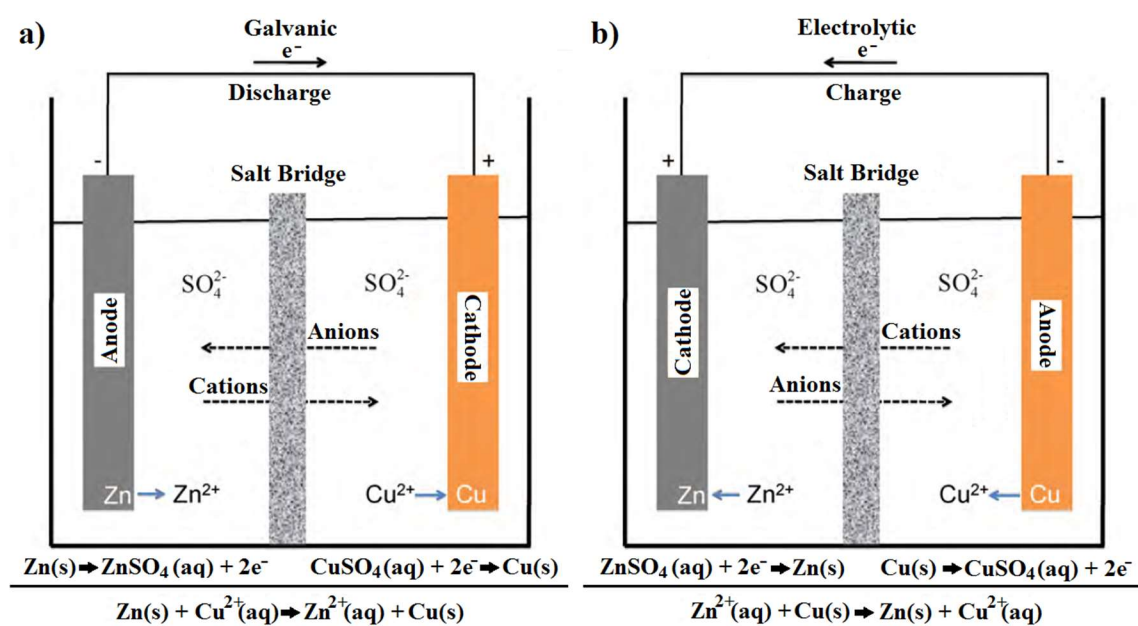 a)
Galvanic
e⁻
Discharge
-
+
Salt Bridge
SO₄²⁻
SO₄²⁻
Anode
Cathode
Anions
Cations
Zn
Zn²⁺
Cu²⁺
Cu
Zn(s)➡ZnSO₄(aq) + 2e⁻
CuSO₄(aq) + 2e⁻➡Cu(s)
Zn(s) + Cu²⁺(aq)➡Zn²⁺(aq) + Cu(s)
b)
Electrolytic
e⁻
Charge
+
-
Salt Bridge
SO₄²⁻
SO₄²⁻
Cathode
Anode
Cations
Anions
Zn
Zn²⁺
Cu²⁺
Cu
ZnSO₄(aq) + 2e⁻➡Zn(s)
Cu(s)➡CuSO₄(aq) + 2e⁻
Zn²⁺(aq) + Cu(s)➡Zn(s) + Cu²⁺(aq)